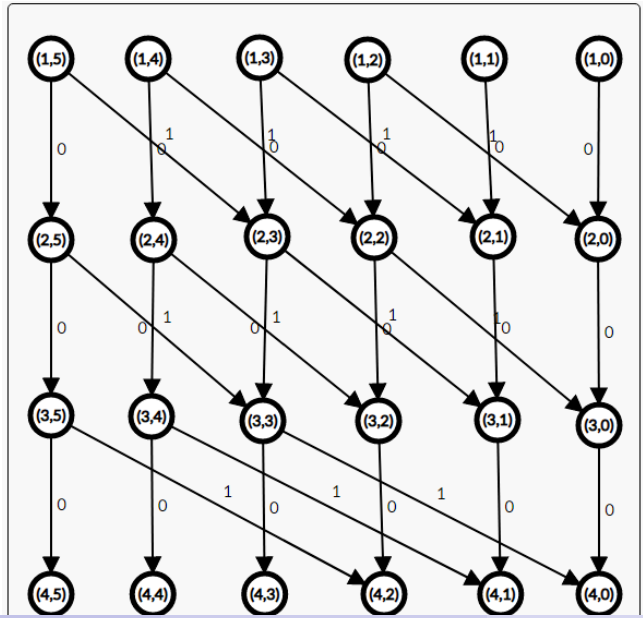 (1,5) (1,4) (1,3) (1,2) (1,1) (1,0)
1 1 1 1
0 0 0 0 0 0
(2,5) (2,4) (2,3) (2,2) (2,1) (2,0)
1 1 1 1
0 0 0 0 0 0
(3,5) (3,4) (3,3) (3,2) (3,1) (3,0)
1 1 1
0 0 0 0 0 0
(4,5) (4,4) (4,3) (4,2) (4,1) (4,0)